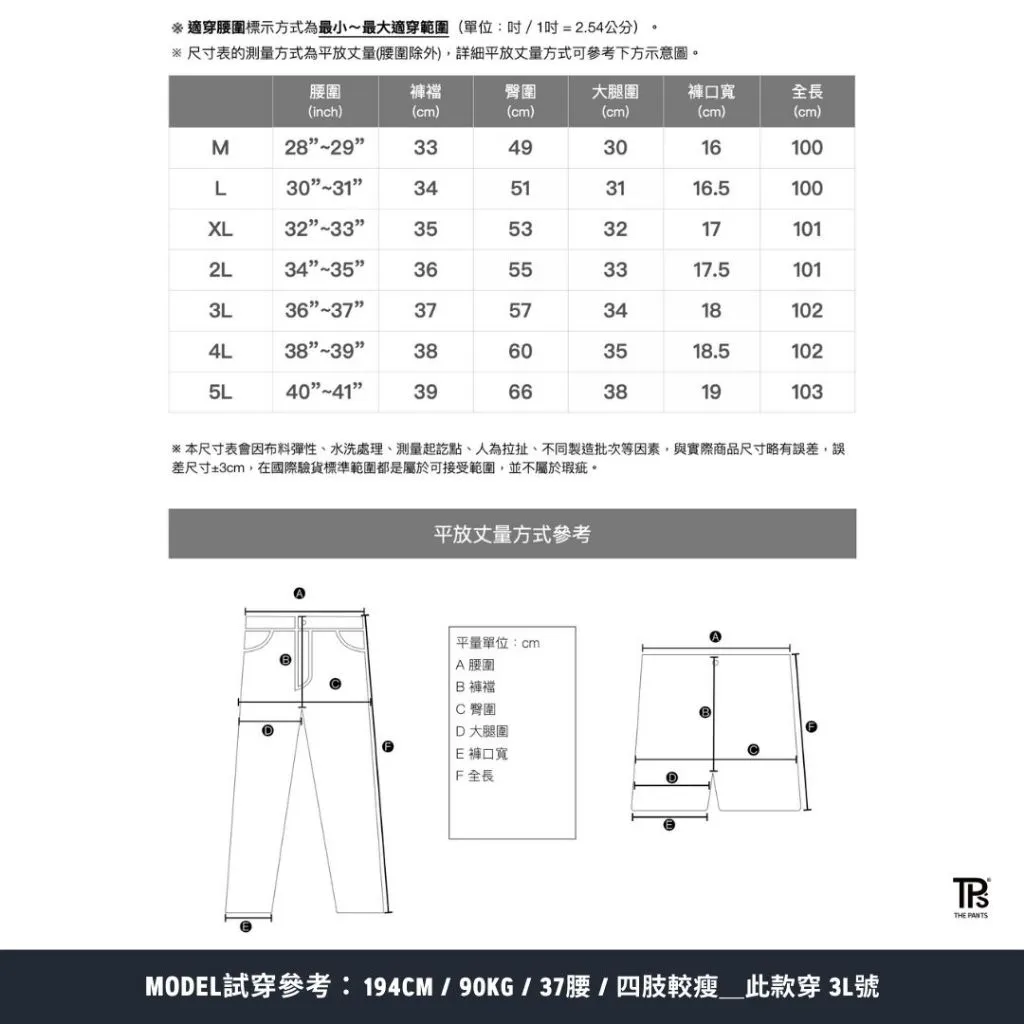 ※ 適穿腰圍標示方式為最小～最大適穿範圍（單位：吋 / 1吋 = 2.54公分）。
※ 尺寸表的測量方式為平放丈量(腰圍除外)，詳細平放丈量方式可參考下方示意圖。
腰圍 褲襠 臀圍 大腿圍 褲口寬 全長
(inch) (cm) (cm) (cm) (cm) (cm)
M 28”~29” 33 49 30 16 100
L 30”~31” 34 51 31 16.5 100
XL 32”~33” 35 53 32 17 101
2L 34”~35” 36 55 33 17.5 101
3L 36”~37” 37 57 34 18 102
4L 38”~39” 38 60 35 18.5 102
5L 40”~41” 39 66 38 19 103
※ 本尺寸表會因布料彈性、水洗處理、測量起訖點、人為拉扯、不同製造批次等因素，與實際商品尺寸略有誤差，誤
差尺寸±3cm，在國際驗貨標準範圍都是屬於可接受範圍，並不屬於瑕疵。
平放丈量方式參考
A
B
C
D
F
E
平量單位：cm
A 腰圍
B 褲襠
C 臀圍
D 大腿圍
E 褲口寬
F 全長
A
B
F
C
D
E
TPs®
THE PANTS
MODEL試穿參考： 194CM / 90KG / 37腰 / 四肢較瘦__此款穿 3L號